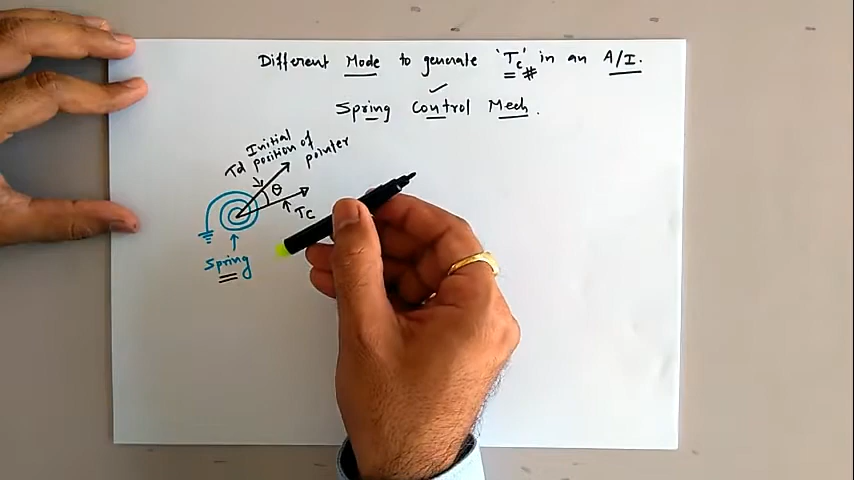 Different Mode to generate 'Tc' in an A/I.
Spring Control Mech.
Initial
Td position of
pointer
θ
Tc
Spring